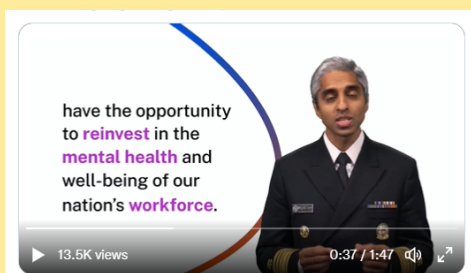 have the opportunity
to reinvest in the
mental health and
well-being of our
nation's workforce.
13.5K views
0:37 / 1:47